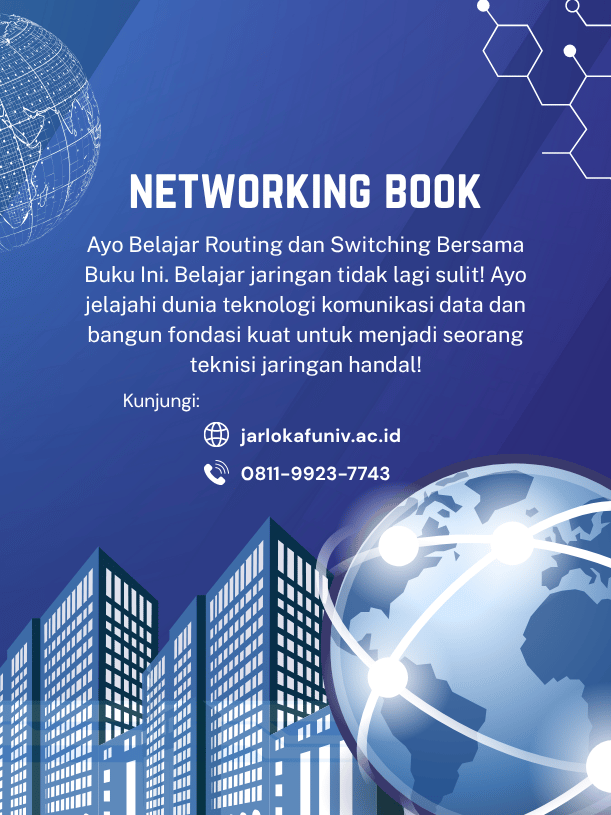 NETWORKING BOOK
Ayo Belajar Routing dan Switching Bersama
Buku Ini. Belajar jaringan tidak lagi sulit! Ayo
jelajahi dunia teknologi komunikasi data dan
bangun fondasi kuat untuk menjadi seorang
teknisi jaringan handal!
Kunjungi:
jarlokafuniv.ac.id
0811-9923-7743